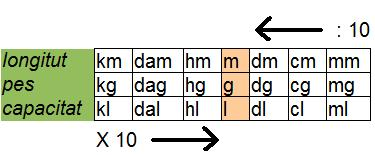 : 10
longitut km dam hm m dm cm mm
pes kg dag hg g dg cg mg
capacitat kl dal hl l dl cl ml
X 10